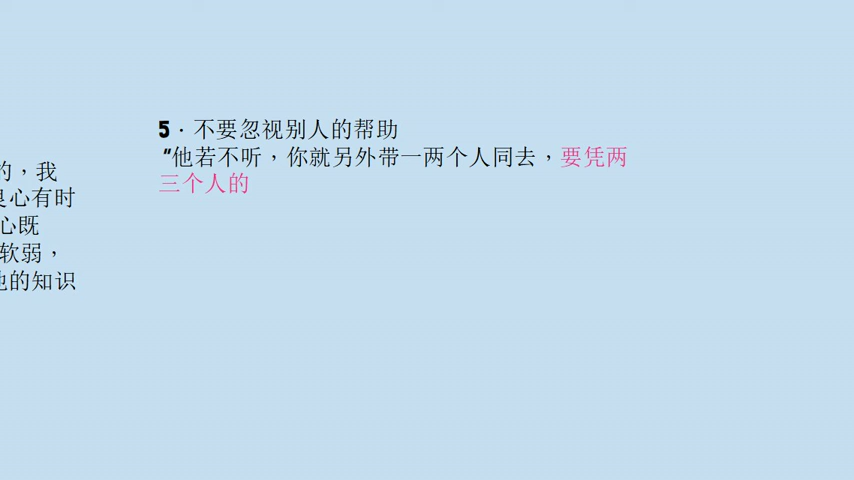 5．不要忽视别人的帮助
“他若不听，你就另外带一两个人同去，要凭两
三个人的
的，我
良心有时
心既
软弱，
他的知识